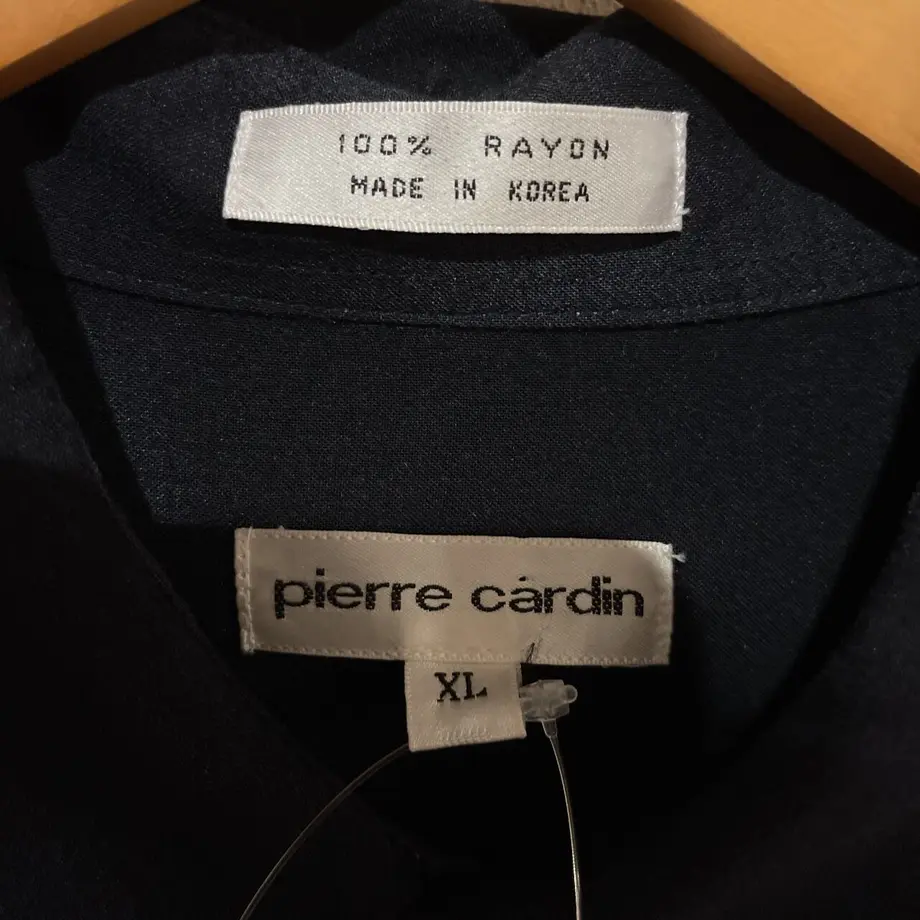 100% RAYON
MADE IN KOREA
pierre cardin
XL